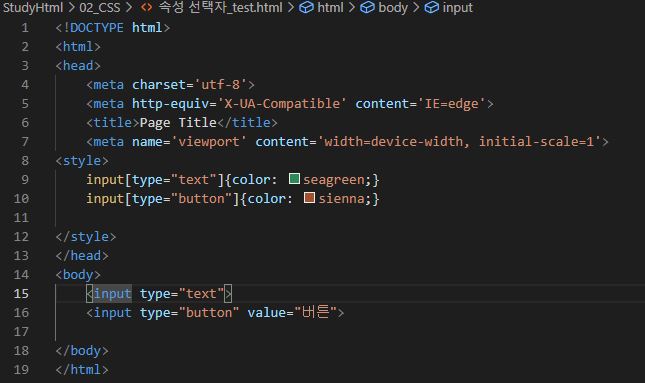 StudyHtml > 02_CSS > <> 속성 선택자_test.html > html > body > input
1 <!DOCTYPE html>
2 <html>
3 <head>
4     <meta charset='utf-8'>
5     <meta http-equiv='X-UA-Compatible' content='IE=edge'>
6     <title>Page Title</title>
7     <meta name='viewport' content='width=device-width, initial-scale=1'>
8 <style>
9     input[type="text"]{color: seagreen;}
10     input[type="button"]{color: sienna;}
11
12 </style>
13 </head>
14 <body>
15     <input type="text">
16     <input type="button" value="버튼">
17
18 </body>
19 </html>